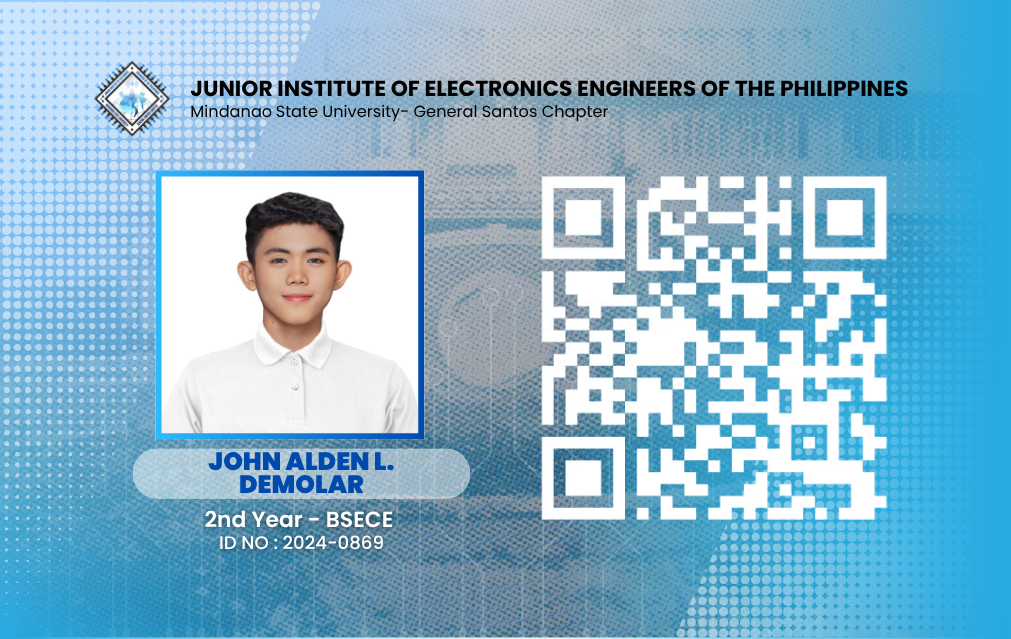 JUNIOR INSTITUTE OF ELECTRONICS ENGINEERS OF THE PHILIPPINES
Mindanao State University- General Santos Chapter
JOHN ALDEN L.
DEMOLAR
2nd Year - BSECE
ID NO : 2024-0869